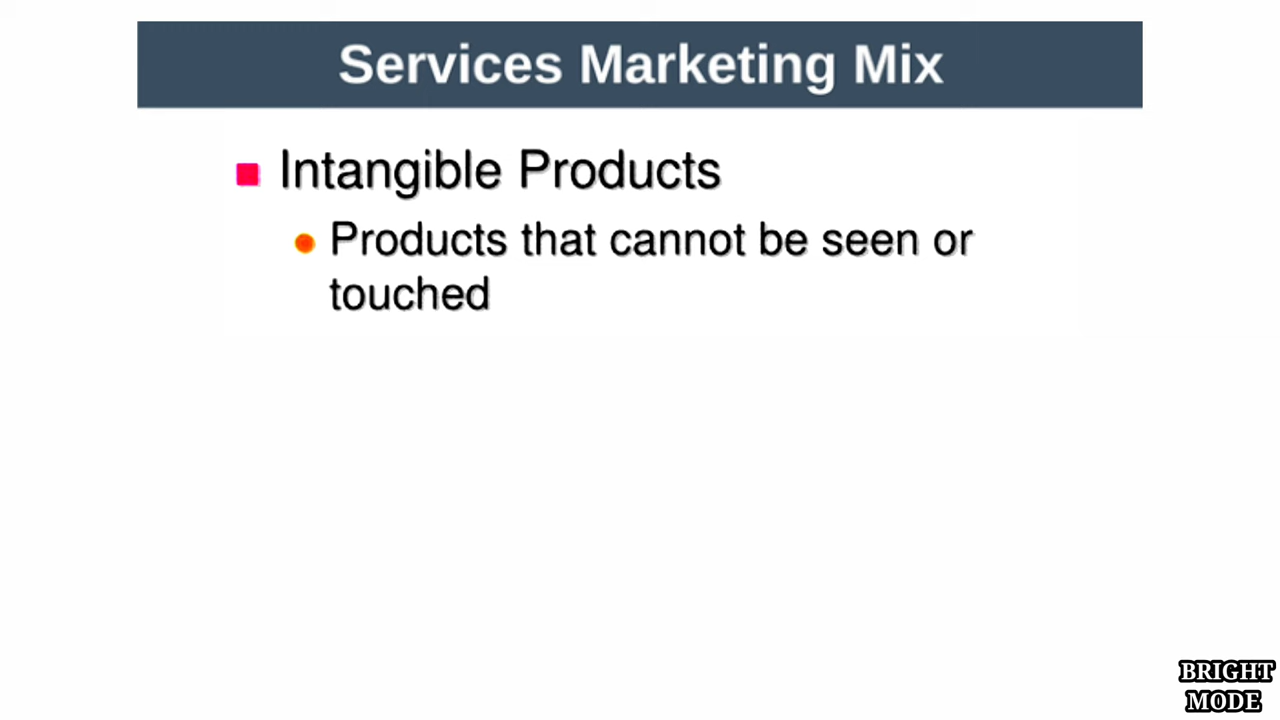 Services Marketing Mix
Intangible Products
Products that cannot be seen or
touched
BRIGHT
MODE